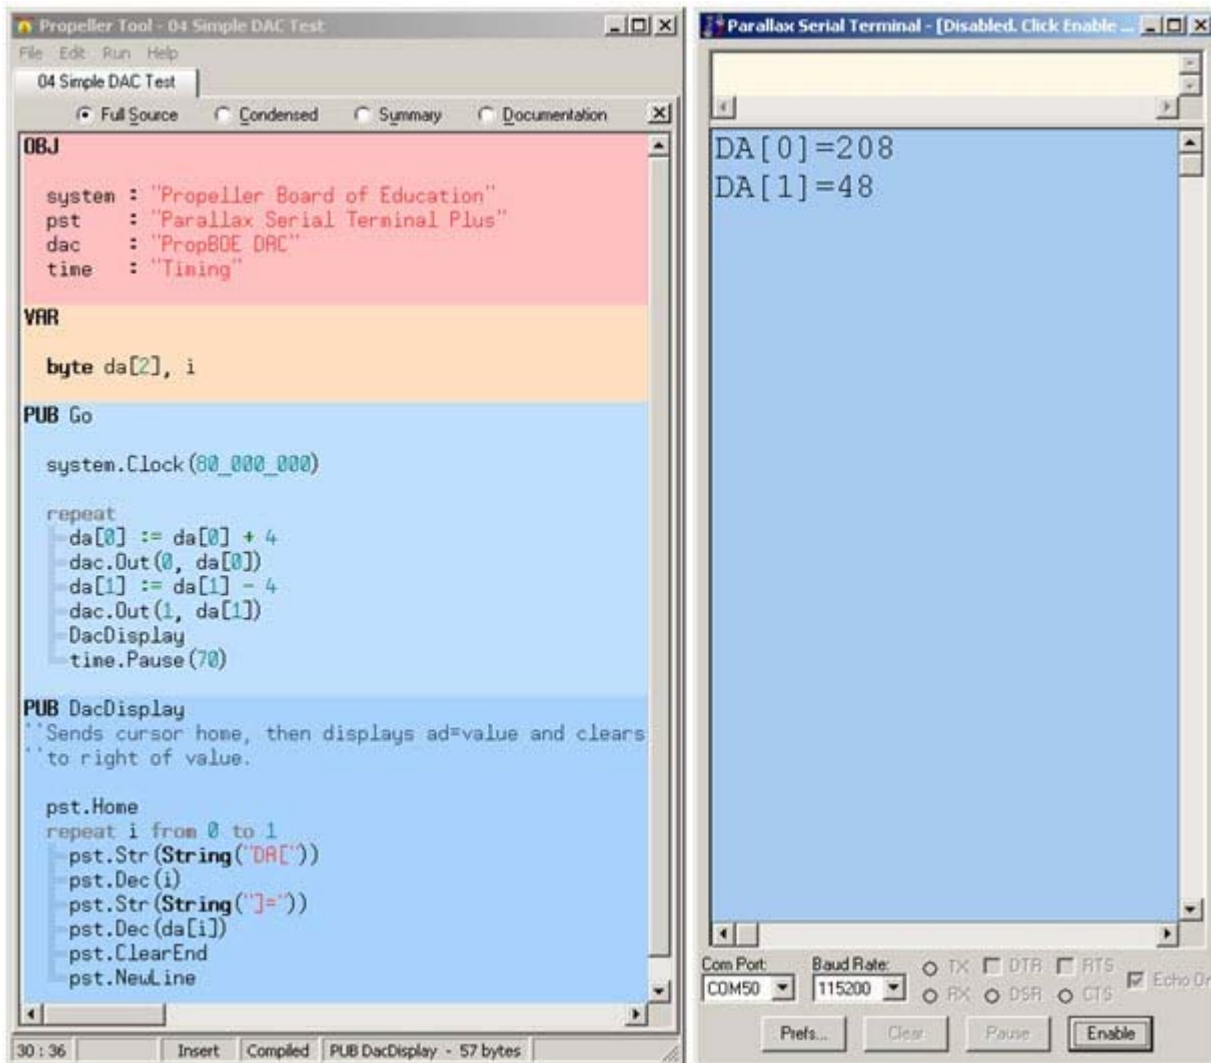 Propeller Tool - 04 Simple DAC Test
File Edit Run Help
04 Simple DAC Test
Full Source Condensed Summary Documentation
OBJ
system : "Propeller Board of Education"
pst : "Parallax Serial Terminal Plus"
dac : "PropBOE DAC"
time : "Timing"
VAR
byte da[2], i
PUB Go
system.Clock(80_000_000)
repeat
da[0] := da[0] + 4
dac.Out(0, da[0])
da[1] := da[1] - 4
dac.Out(1, da[1])
DacDisplay
time.Pause(70)
PUB DacDisplay
''Sends cursor home, then displays ad=value and clears
''to right of value.
pst.Home
repeat i from 0 to 1
pst.Str(String("DA["))
pst.Dec(i)
pst.Str(String("]="))
pst.Dec(da[i])
pst.ClearEnd
pst.NewLine
30 : 36 Insert Compiled PUB DacDisplay - 57 bytes
Parallax Serial Terminal - [Disabled. Click Enable ...
DA[0]=208
DA[1]=48
Com Port: Baud Rate: TX DTR RTS
COM50 115200 RX DSR CTS Echo On
Prefs... Clear Pause Enable